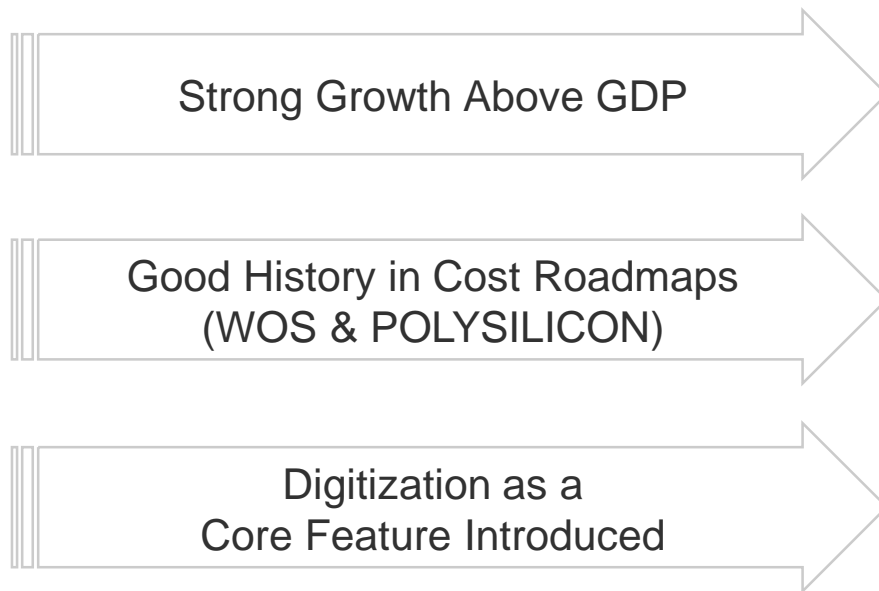 Strong Growth Above GDP
Good History in Cost Roadmaps
(WOS & POLYSILICON)
Digitization as a
Core Feature Introduced